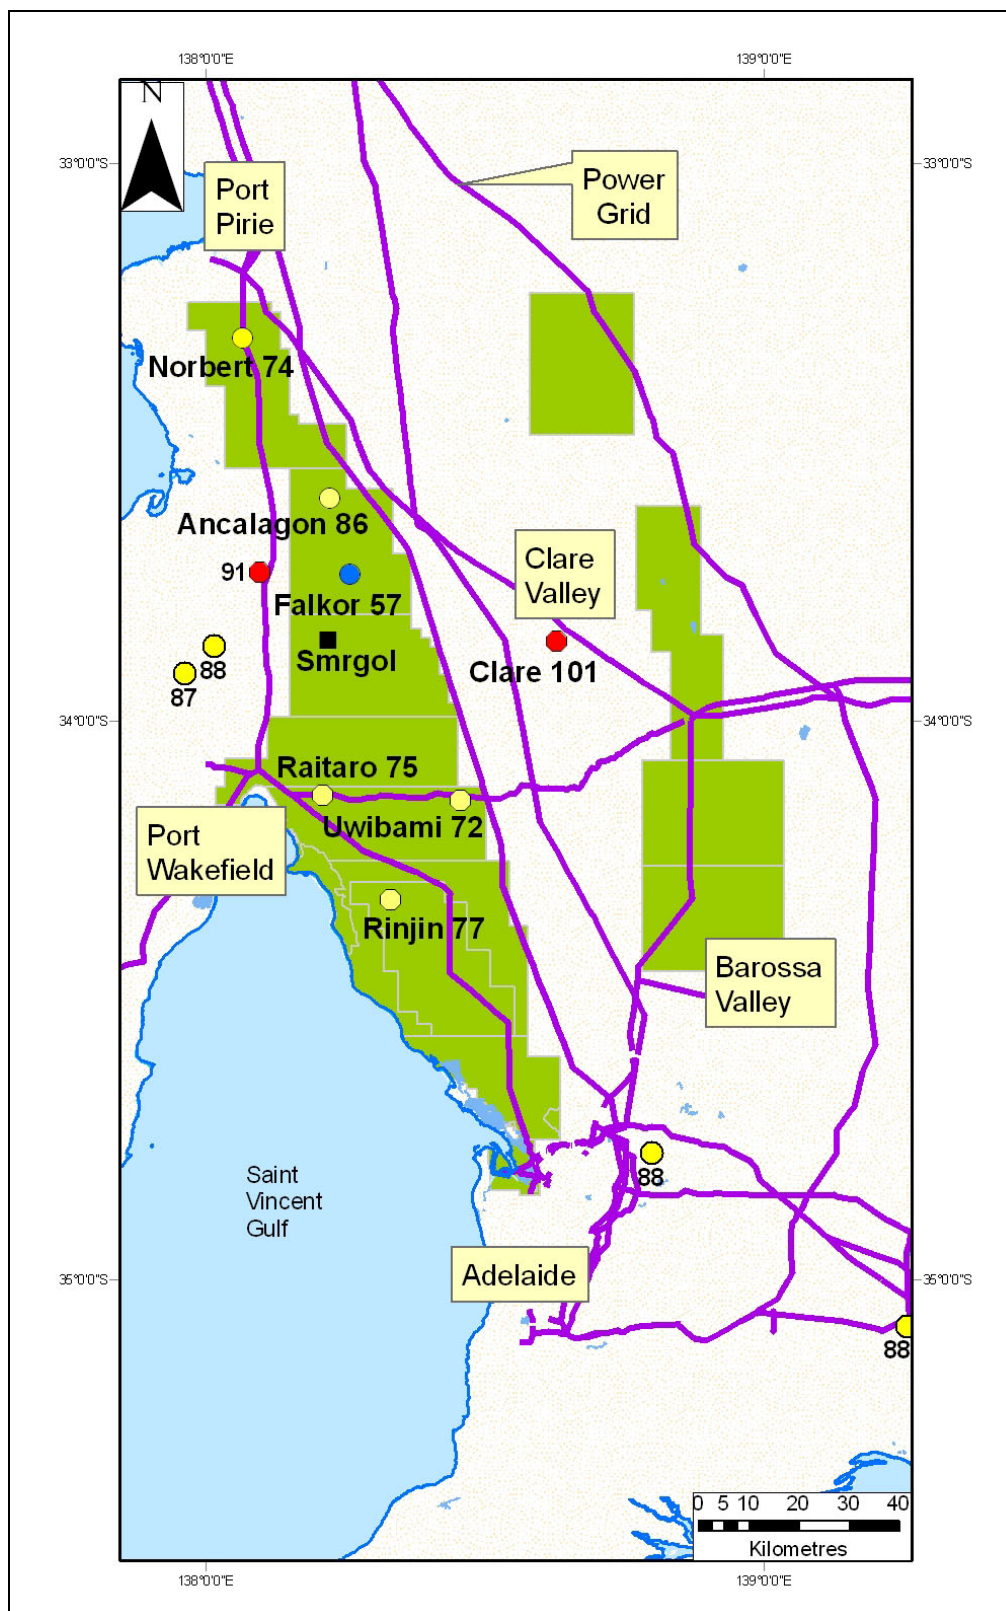 138°0'0"E
139°0'0"E
N
33°0'0"S
33°0'0"S
Port
Pirie
Power
Grid
Norbert 74
Ancalagon 86
91
Falkor 57
Clare
Valley
Smrgol
Clare 101
88
87
34°0'0"S
34°0'0"S
Raitaro 75
Uwibami 72
Port
Wakefield
Rinjin 77
Barossa
Valley
88
Saint
Vincent
Gulf
Adelaide
35°0'0"S
35°0'0"S
88
0 5 10 20 30 40
Kilometres
138°0'0"E
139°0'0"E